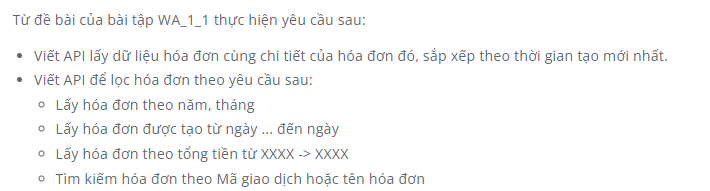 Từ đề bài của bài tập WA_1_1 thực hiện yêu cầu sau:
• Viết API lấy dữ liệu hóa đơn cùng chi tiết của hóa đơn đó, sắp xếp theo thời gian tạo mới nhất.
• Viết API để lọc hóa đơn theo yêu cầu sau:
○ Lấy hóa đơn theo năm, tháng
○ Lấy hóa đơn được tạo từ ngày ... đến ngày
○ Lấy hóa đơn theo tổng tiền từ XXXX -> XXXX
○ Tìm kiếm hóa đơn theo Mã giao dịch hoặc tên hóa đơn